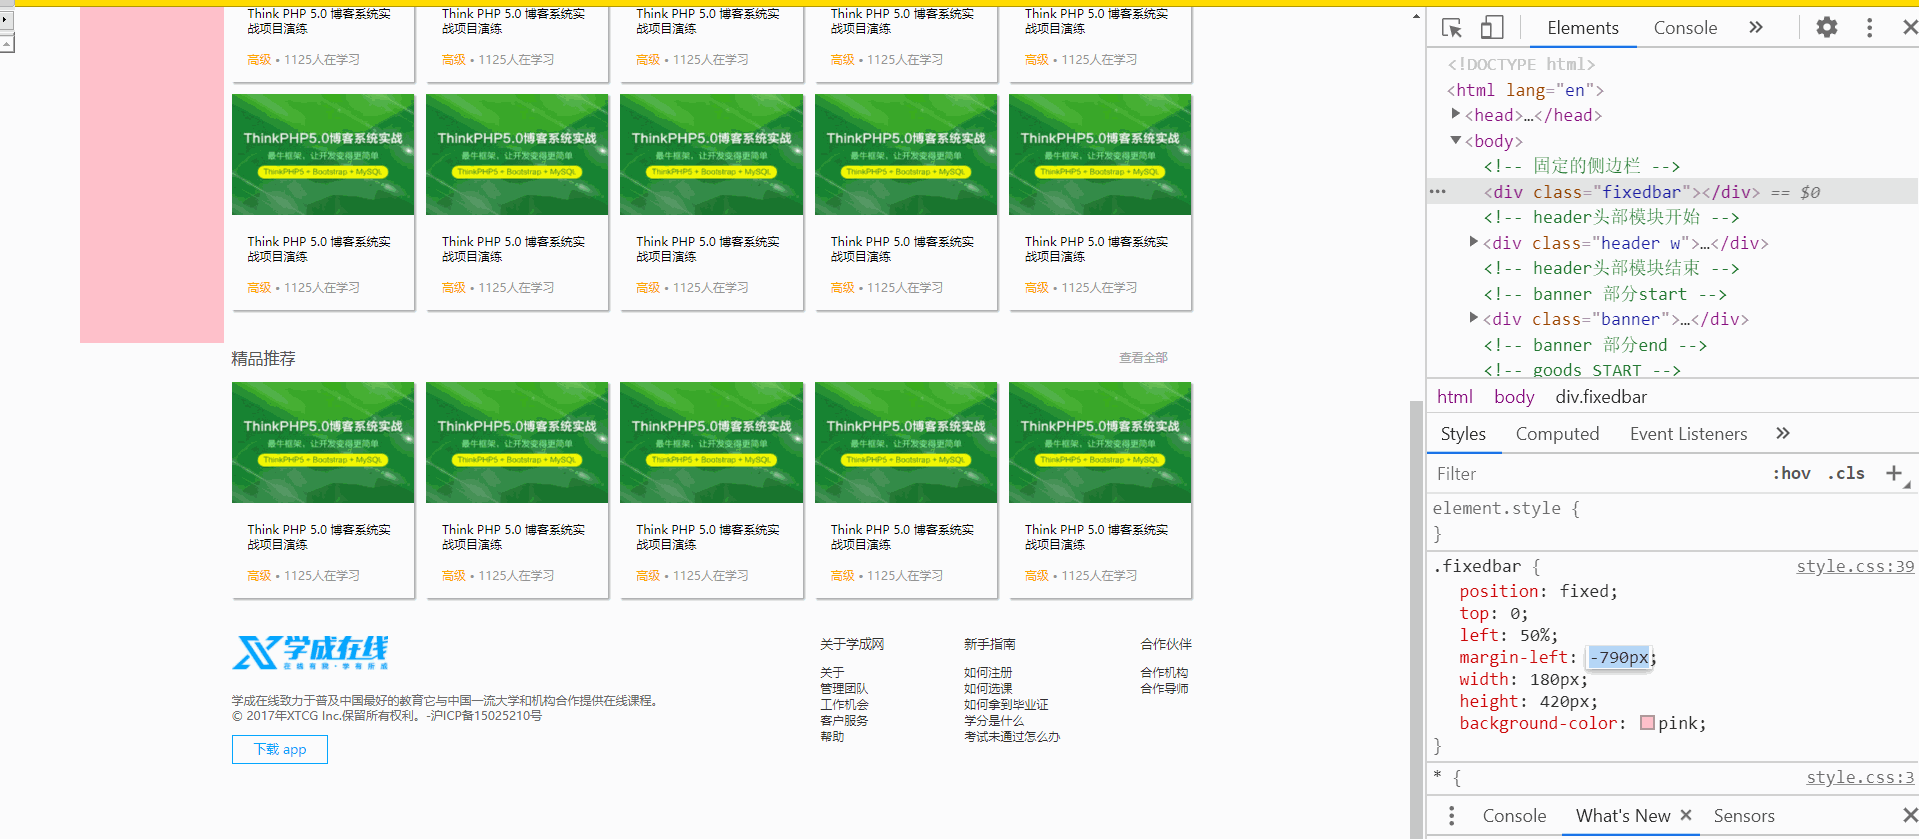 Think PHP 5.0 博客系统实
战项目演练
高级 • 1125人在学习
Think PHP 5.0 博客系统实
战项目演练
高级 • 1125人在学习
Think PHP 5.0 博客系统实
战项目演练
高级 • 1125人在学习
Think PHP 5.0 博客系统实
战项目演练
高级 • 1125人在学习
Think PHP 5.0 博客系统实
战项目演练
高级 • 1125人在学习
ThinkPHP5.0博客系统实战
最牛框架，让开发变得更简单
ThinkPHP5 + Bootstrap + MySQL
Think PHP 5.0 博客系统实
战项目演练
高级 • 1125人在学习
ThinkPHP5.0博客系统实战
最牛框架，让开发变得更简单
ThinkPHP5 + Bootstrap + MySQL
Think PHP 5.0 博客系统实
战项目演练
高级 • 1125人在学习
ThinkPHP5.0博客系统实战
最牛框架，让开发变得更简单
ThinkPHP5 + Bootstrap + MySQL
Think PHP 5.0 博客系统实
战项目演练
高级 • 1125人在学习
ThinkPHP5.0博客系统实战
最牛框架，让开发变得更简单
ThinkPHP5 + Bootstrap + MySQL
Think PHP 5.0 博客系统实
战项目演练
高级 • 1125人在学习
ThinkPHP5.0博客系统实战
最牛框架，让开发变得更简单
ThinkPHP5 + Bootstrap + MySQL
Think PHP 5.0 博客系统实
战项目演练
高级 • 1125人在学习
精品推荐
查看全部
ThinkPHP5.0博客系统实战
最牛框架，让开发变得更简单
ThinkPHP5 + Bootstrap + MySQL
Think PHP 5.0 博客系统实
战项目演练
高级 • 1125人在学习
ThinkPHP5.0博客系统实战
最牛框架，让开发变得更简单
ThinkPHP5 + Bootstrap + MySQL
Think PHP 5.0 博客系统实
战项目演练
高级 • 1125人在学习
ThinkPHP5.0博客系统实战
最牛框架，让开发变得更简单
ThinkPHP5 + Bootstrap + MySQL
Think PHP 5.0 博客系统实
战项目演练
高级 • 1125人在学习
ThinkPHP5.0博客系统实战
最牛框架，让开发变得更简单
ThinkPHP5 + Bootstrap + MySQL
Think PHP 5.0 博客系统实
战项目演练
高级 • 1125人在学习
ThinkPHP5.0博客系统实战
最牛框架，让开发变得更简单
ThinkPHP5 + Bootstrap + MySQL
Think PHP 5.0 博客系统实
战项目演练
高级 • 1125人在学习
学成在线
在线有我·学有所成
学成在线致力于普及中国最好的教育它与中国一流大学和机构合作提供在线课程。
© 2017年XTCG Inc.保留所有权利。-沪ICP备15025210号
下载 app
关于学成网
关于
管理团队
工作机会
客户服务
帮助
新手指南
如何注册
如何选课
如何拿到毕业证
学分是什么
考试未通过怎么办
合作伙伴
合作机构
合作导师
Elements Console »
<!DOCTYPE html>
<html lang="en">
<head>…</head>
<body>
<!-- 固定的侧边栏 -->
<div class="fixedbar"></div> == $0
<!-- header头部模块开始 -->
<div class="header w">…</div>
<!-- header头部模块结束 -->
<!-- banner 部分start -->
<div class="banner">…</div>
<!-- banner 部分end -->
<!-- goods START -->
html body div.fixedbar
Styles Computed Event Listeners »
Filter :hov .cls +
element.style {
}
.fixedbar { style.css:39
position: fixed;
top: 0;
left: 50%;
margin-left: -790px;
width: 180px;
height: 420px;
background-color: pink;
}
* { style.css:3
Console What's New × Sensors